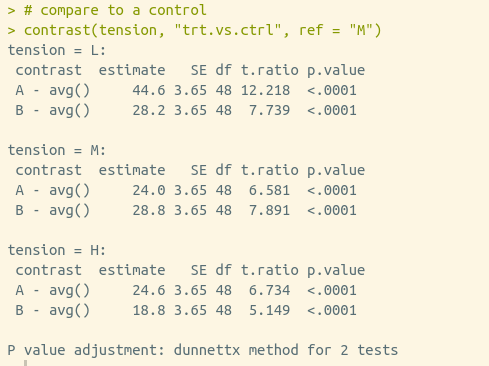 > # compare to a control
> contrast(tension, "trt.vs.ctrl", ref = "M")
tension = L:
 contrast  estimate   SE df t.ratio p.value
 A - avg()     44.6 3.65 48  12.218  <.0001
 B - avg()     28.2 3.65 48   7.739  <.0001

tension = M:
 contrast  estimate   SE df t.ratio p.value
 A - avg()     24.0 3.65 48   6.581  <.0001
 B - avg()     28.8 3.65 48   7.891  <.0001

tension = H:
 contrast  estimate   SE df t.ratio p.value
 A - avg()     24.6 3.65 48   6.734  <.0001
 B - avg()     18.8 3.65 48   5.149  <.0001

P value adjustment: dunnettx method for 2 tests